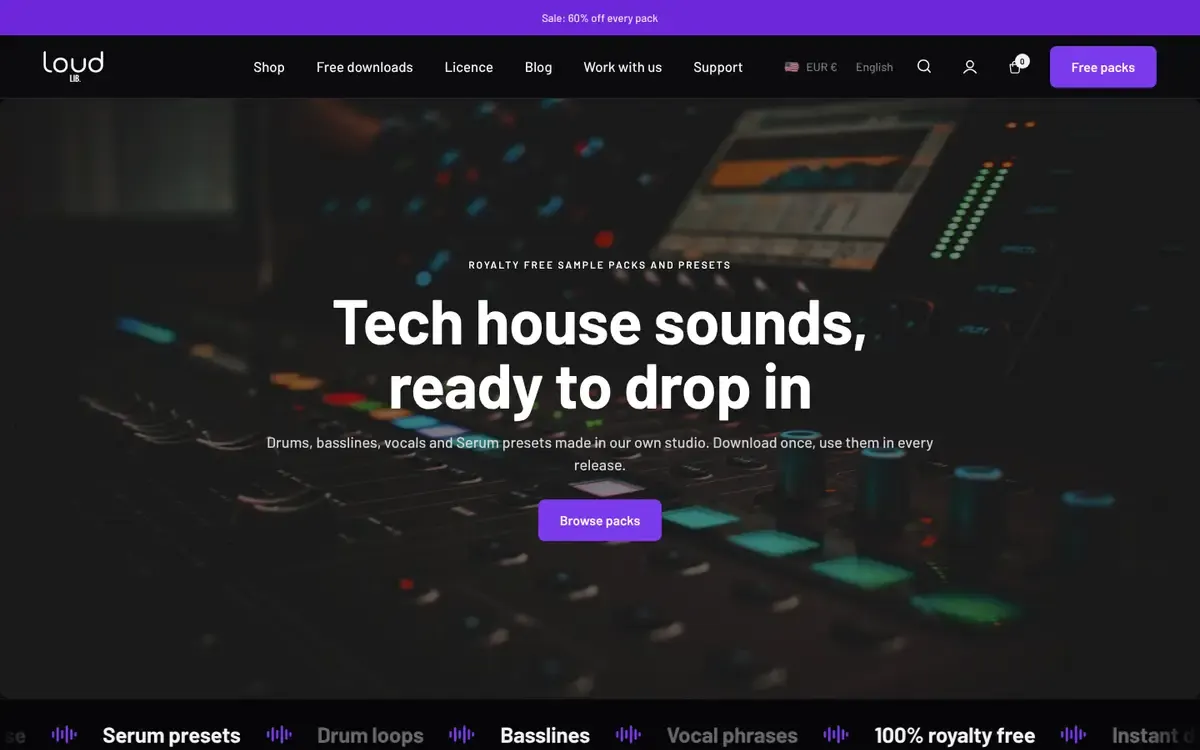 Sale: 60% off every pack
loud
LIB.
Shop
Free downloads
Licence
Blog
Work with us
Support
EUR €
English
0
Free packs
ROYALTY FREE SAMPLE PACKS AND PRESETS
Tech house sounds,
ready to drop in
Drums, basslines, vocals and Serum presets made in our own studio. Download once, use them in every
release.
Browse packs
se
Serum presets
Drum loops
Basslines
Vocal phrases
100% royalty free
Instant